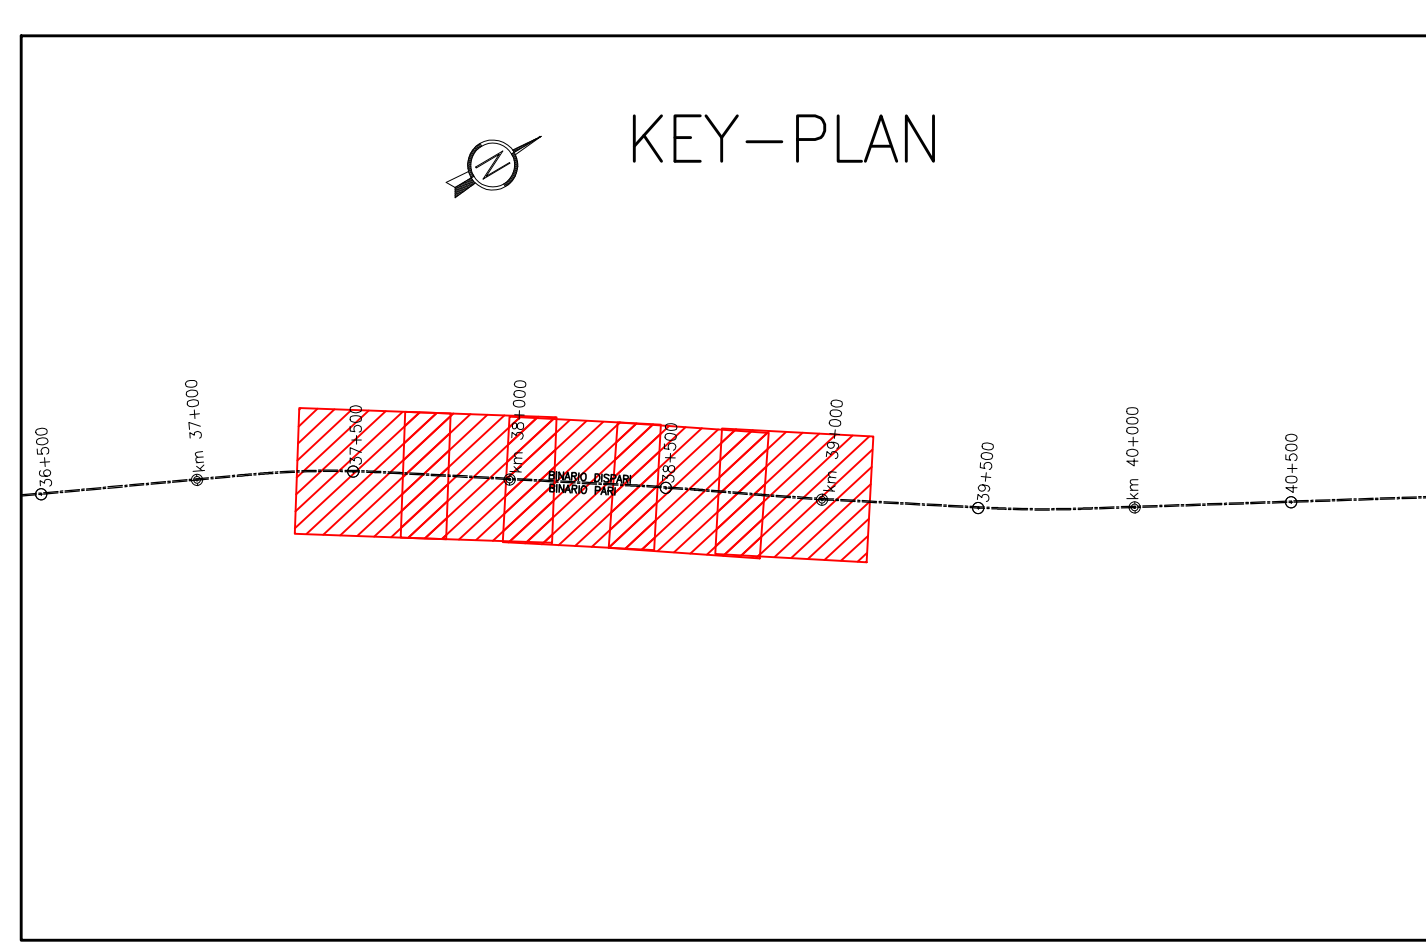 KEY-PLAN
N
36+500
km 37+000
37+500
km 38+000
BINARIO DISPARI
BINARIO PARI
38+500
km 39+000
39+500
km 40+000
40+500